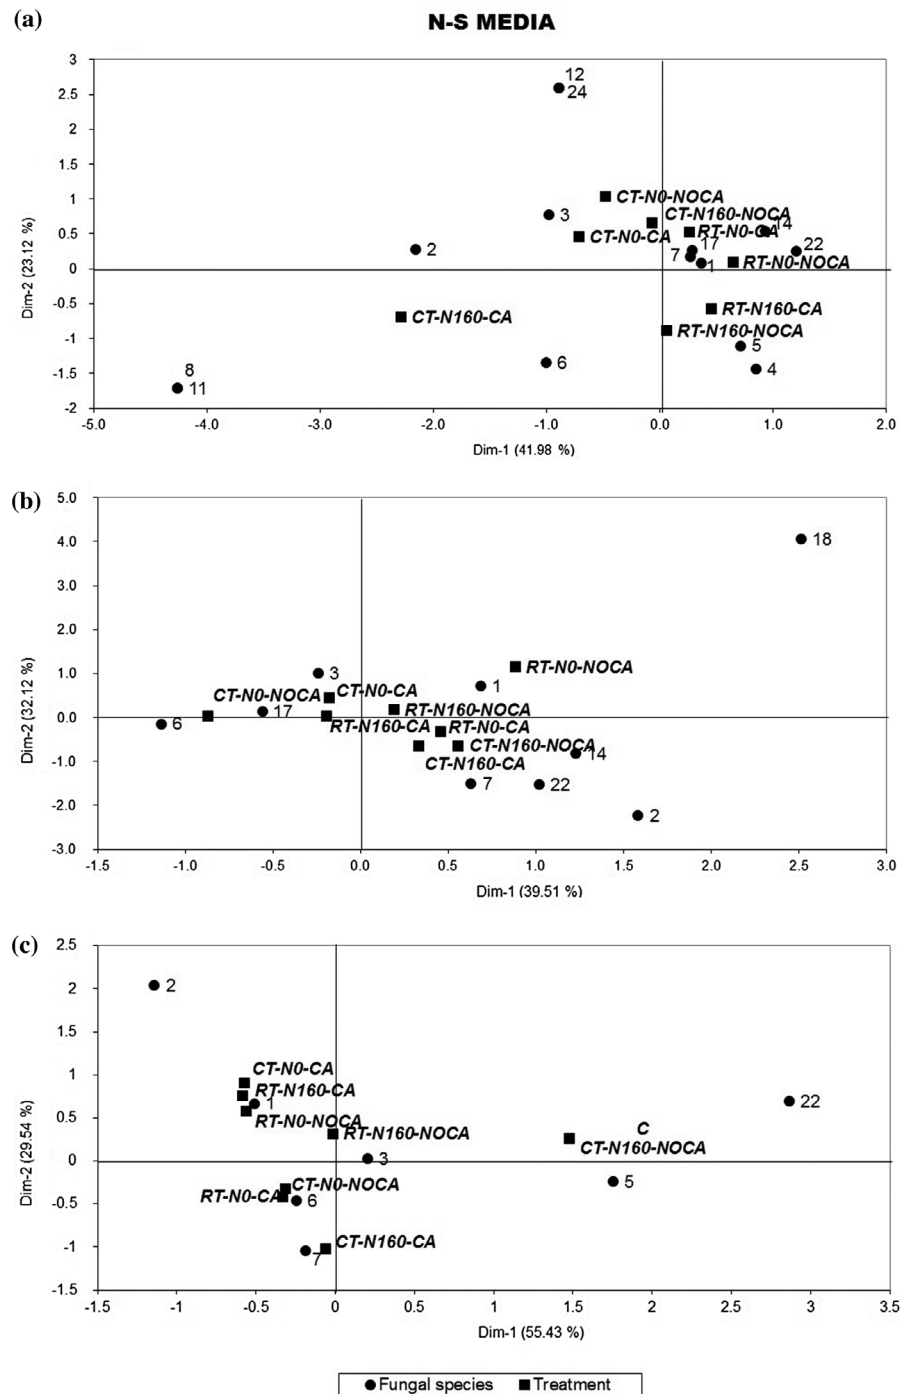 (a)
N-S MEDIA
3
2.5
2
1.5
1
0.5
0
-0.5
-1
-1.5
-2
Dim-2 (23.12 %)
12
24
CT-N0-NOCA
3
CT-N160-NOCA
14
CT-N0-CA
RT-N0-CA
2
17
22
7
1
RT-N0-NOCA
CT-N160-CA
RT-N160-CA
RT-N160-NOCA
5
6
4
8
11
-5.0 -4.0 -3.0 -2.0 -1.0 0.0 1.0 2.0
Dim-1 (41.98 %)
(b)
5.0
4.0
3.0
2.0
1.0
0.0
-1.0
-2.0
-3.0
Dim-2 (32.12 %)
18
3
RT-N0-NOCA
CT-N0-NOCA
CT-N0-CA
1
17
RT-N160-NOCA
6
RT-N160-CA
RT-N0-CA
CT-N160-NOCA
14
CT-N160-CA
7
22
2
-1.5 -1.0 -0.5 0.0 0.5 1.0 1.5 2.0 2.5 3.0
Dim-1 (39.51 %)
(c)
2.5
2
1.5
1
0.5
0
-0.5
-1
-1.5
Dim-2 (29.54 %)
2
CT-N0-CA
RT-N160-CA
1
22
RT-N0-NOCA
RT-N160-NOCA
C
CT-N160-NOCA
3
5
CT-N0-NOCA
RT-N0-CA
6
CT-N160-CA
7
-1.5 -1 -0.5 0 0.5 1 1.5 2 2.5 3 3.5
Dim-1 (55.43 %)
Fungal species Treatment